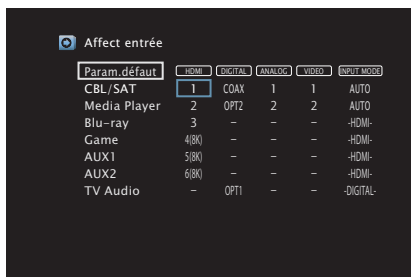 Affect entrée
Param.défaut HDMI DIGITAL ANALOG VIDEO INPUT MODE
CBL/SAT 1 COAX 1 1 AUTO
Media Player 2 OPT2 2 2 AUTO
Blu-ray 3 – – – -HDMI-
Game 4(8K) – – – -HDMI-
AUX1 5(8K) – – – -HDMI-
AUX2 6(8K) – – – -HDMI-
TV Audio – OPT1 – – -DIGITAL-